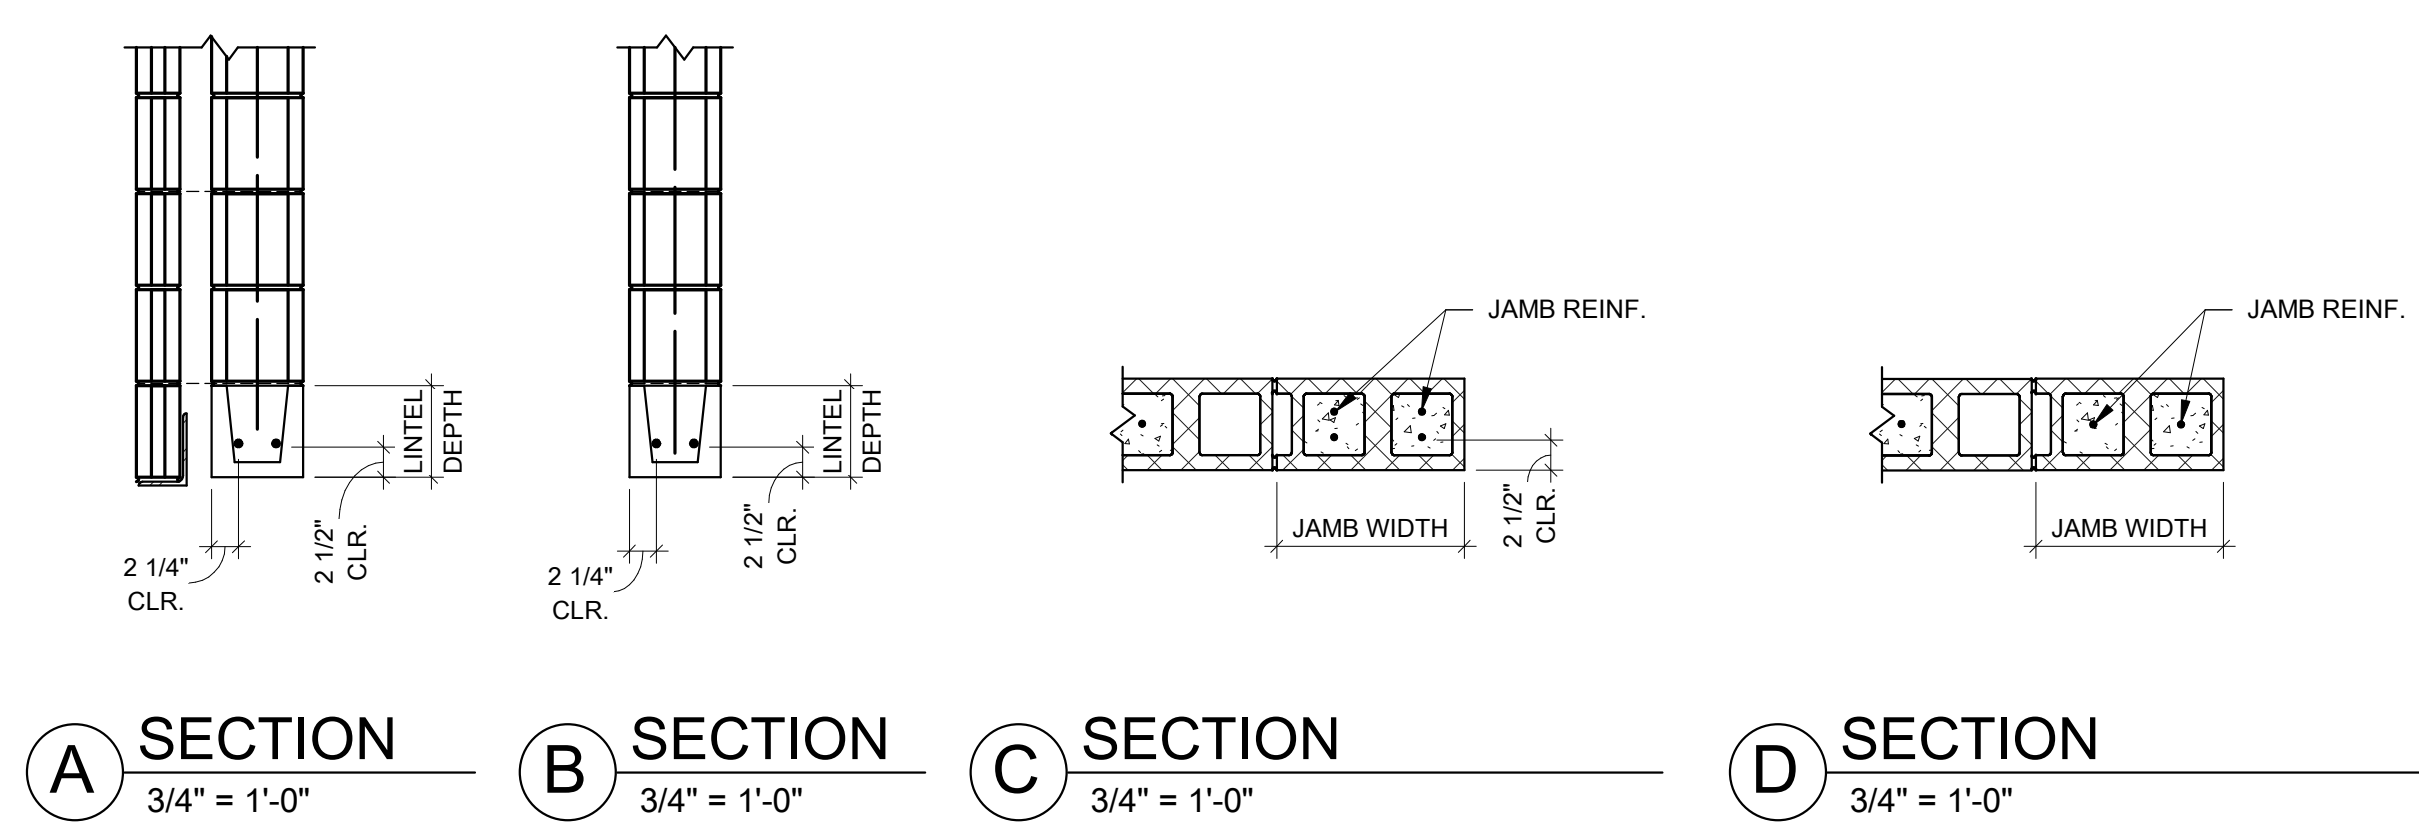 LINTEL
DEPTH
2 1/2"
CLR.
2 1/4"
CLR.
A
SECTION
3/4" = 1'-0"
LINTEL
DEPTH
2 1/2"
CLR.
2 1/4"
CLR.
B
SECTION
3/4" = 1'-0"
JAMB REINF.
JAMB WIDTH
2 1/2"
CLR.
C
SECTION
3/4" = 1'-0"
JAMB REINF.
JAMB WIDTH
D
SECTION
3/4" = 1'-0"